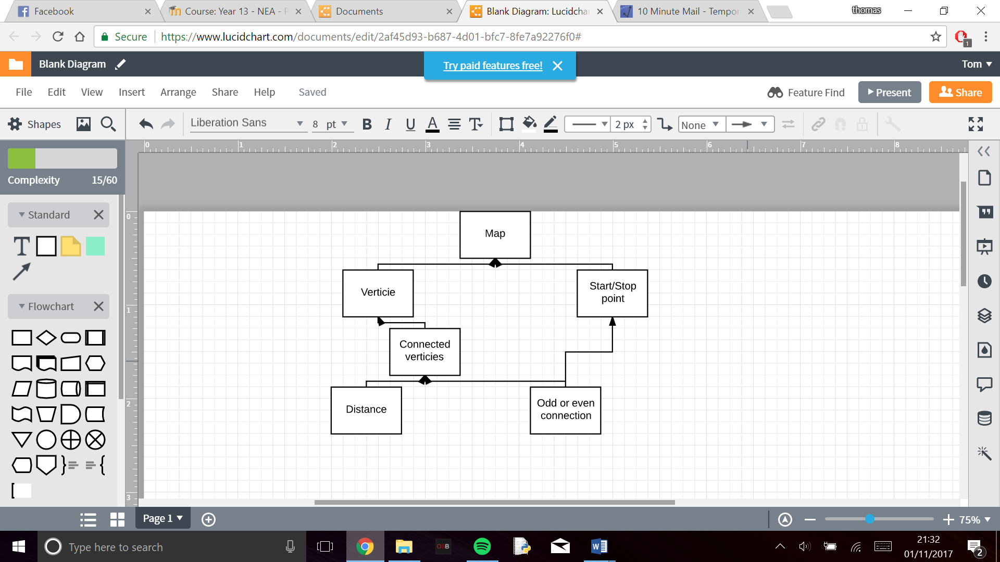 Facebook
Course: Year 13 - NEA - P
Documents
Blank Diagram: Lucidcha
10 Minute Mail - Tempor
thomas
Secure
https://www.lucidchart.com/documents/edit/2af45d93-b687-4d01-bfc7-8fe7a92276f0#
1
Blank Diagram
Try paid features free!
Tom
File Edit View Insert Arrange Share Help Saved
Feature Find
Present
Share
Shapes
Liberation Sans
8 pt
B I U A T
2 px
None
0 1 2 3 4 5 6 7 8
Complexity 15/60
Standard
T
Flowchart
0
1
2
3
Map
Verticie
Start/Stop
point
Connected
verticies
Distance
Odd or even
connection
Page 1
75%
Type here to search
OSB
W
21:32
01/11/2017
2